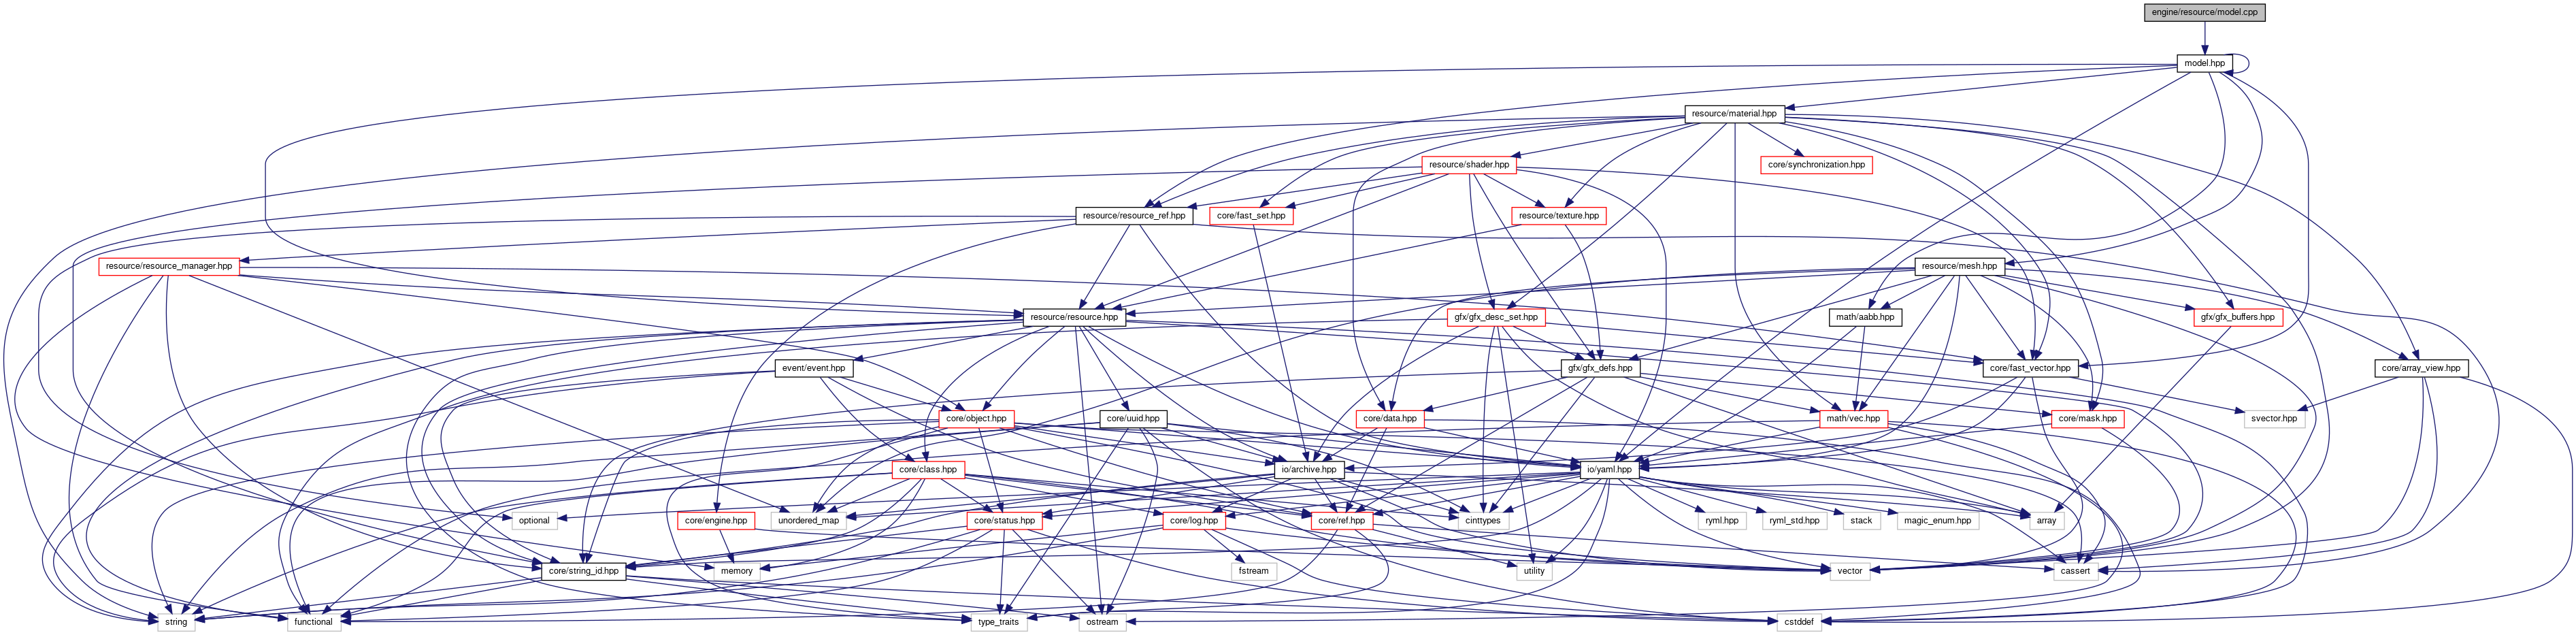 engine/resource/model.cpp
model.hpp
resource/material.hpp
resource/shader.hpp
core/synchronization.hpp
resource/resource_ref.hpp
core/fast_set.hpp
resource/texture.hpp
resource/resource_manager.hpp
resource/mesh.hpp
resource/resource.hpp
gfx/gfx_desc_set.hpp
math/aabb.hpp
gfx/gfx_buffers.hpp
event/event.hpp
gfx/gfx_defs.hpp
core/fast_vector.hpp
core/array_view.hpp
core/object.hpp
core/uuid.hpp
core/data.hpp
math/vec.hpp
core/mask.hpp
svector.hpp
core/class.hpp
io/archive.hpp
io/yaml.hpp
optional
core/engine.hpp
unordered_map
core/status.hpp
core/log.hpp
core/ref.hpp
cinttypes
ryml.hpp
ryml_std.hpp
stack
magic_enum.hpp
array
core/string_id.hpp
memory
fstream
utility
vector
cassert
string
functional
type_traits
ostream
cstddef